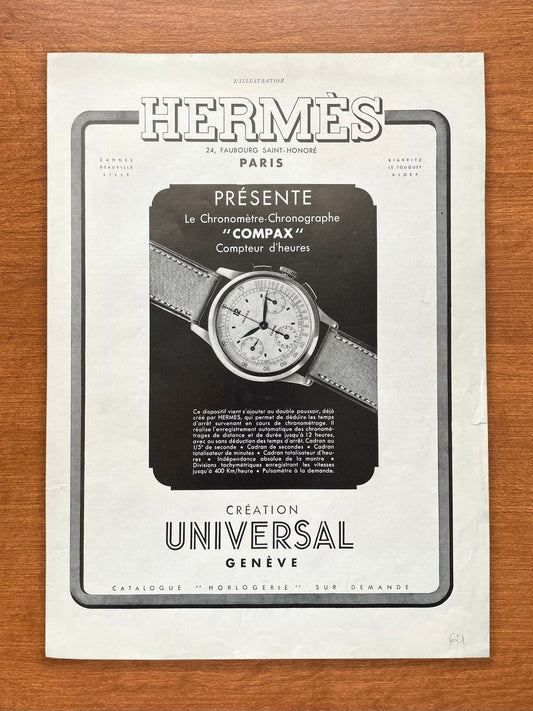 L'ILLUSTRATION
HERMÈS
24, FAUBOURG SAINT-HONORÉ
PARIS
CANNES
DEAUVILLE
LILLE
BIARRITZ
LE TOUQUET
ALGER
PRÉSENTE
Le Chronomètre-Chronographe
"COMPAX"
Compteur d'heures
12
Ce dispositif vient s'ajouter au double poussoir, déjà
créé par HERMES, qui permet de déduire les temps
d'arrêt survenant en cours de chronométrage. Il
réalise l'enregistrement automatique des chronomé-
trages de distance et de durée jusqu'à 12 heures,
avec ou sans déduction des temps d'arrêt. Cadran au
1/5e de seconde • Cadran de secondes • Cadran
totalisateur de minutes • Cadran totalisateur d'heu-
res • Indépendance absolue de la montre •
Divisions tachymétriques enregistrant les vitesses
jusqu'à 400 Km/heure • Pulsomètre à la demande.
CRÉATION
UNIVERSAL
GENÈVE
CATALOGUE "HORLOGERIE" SUR DEMANDE